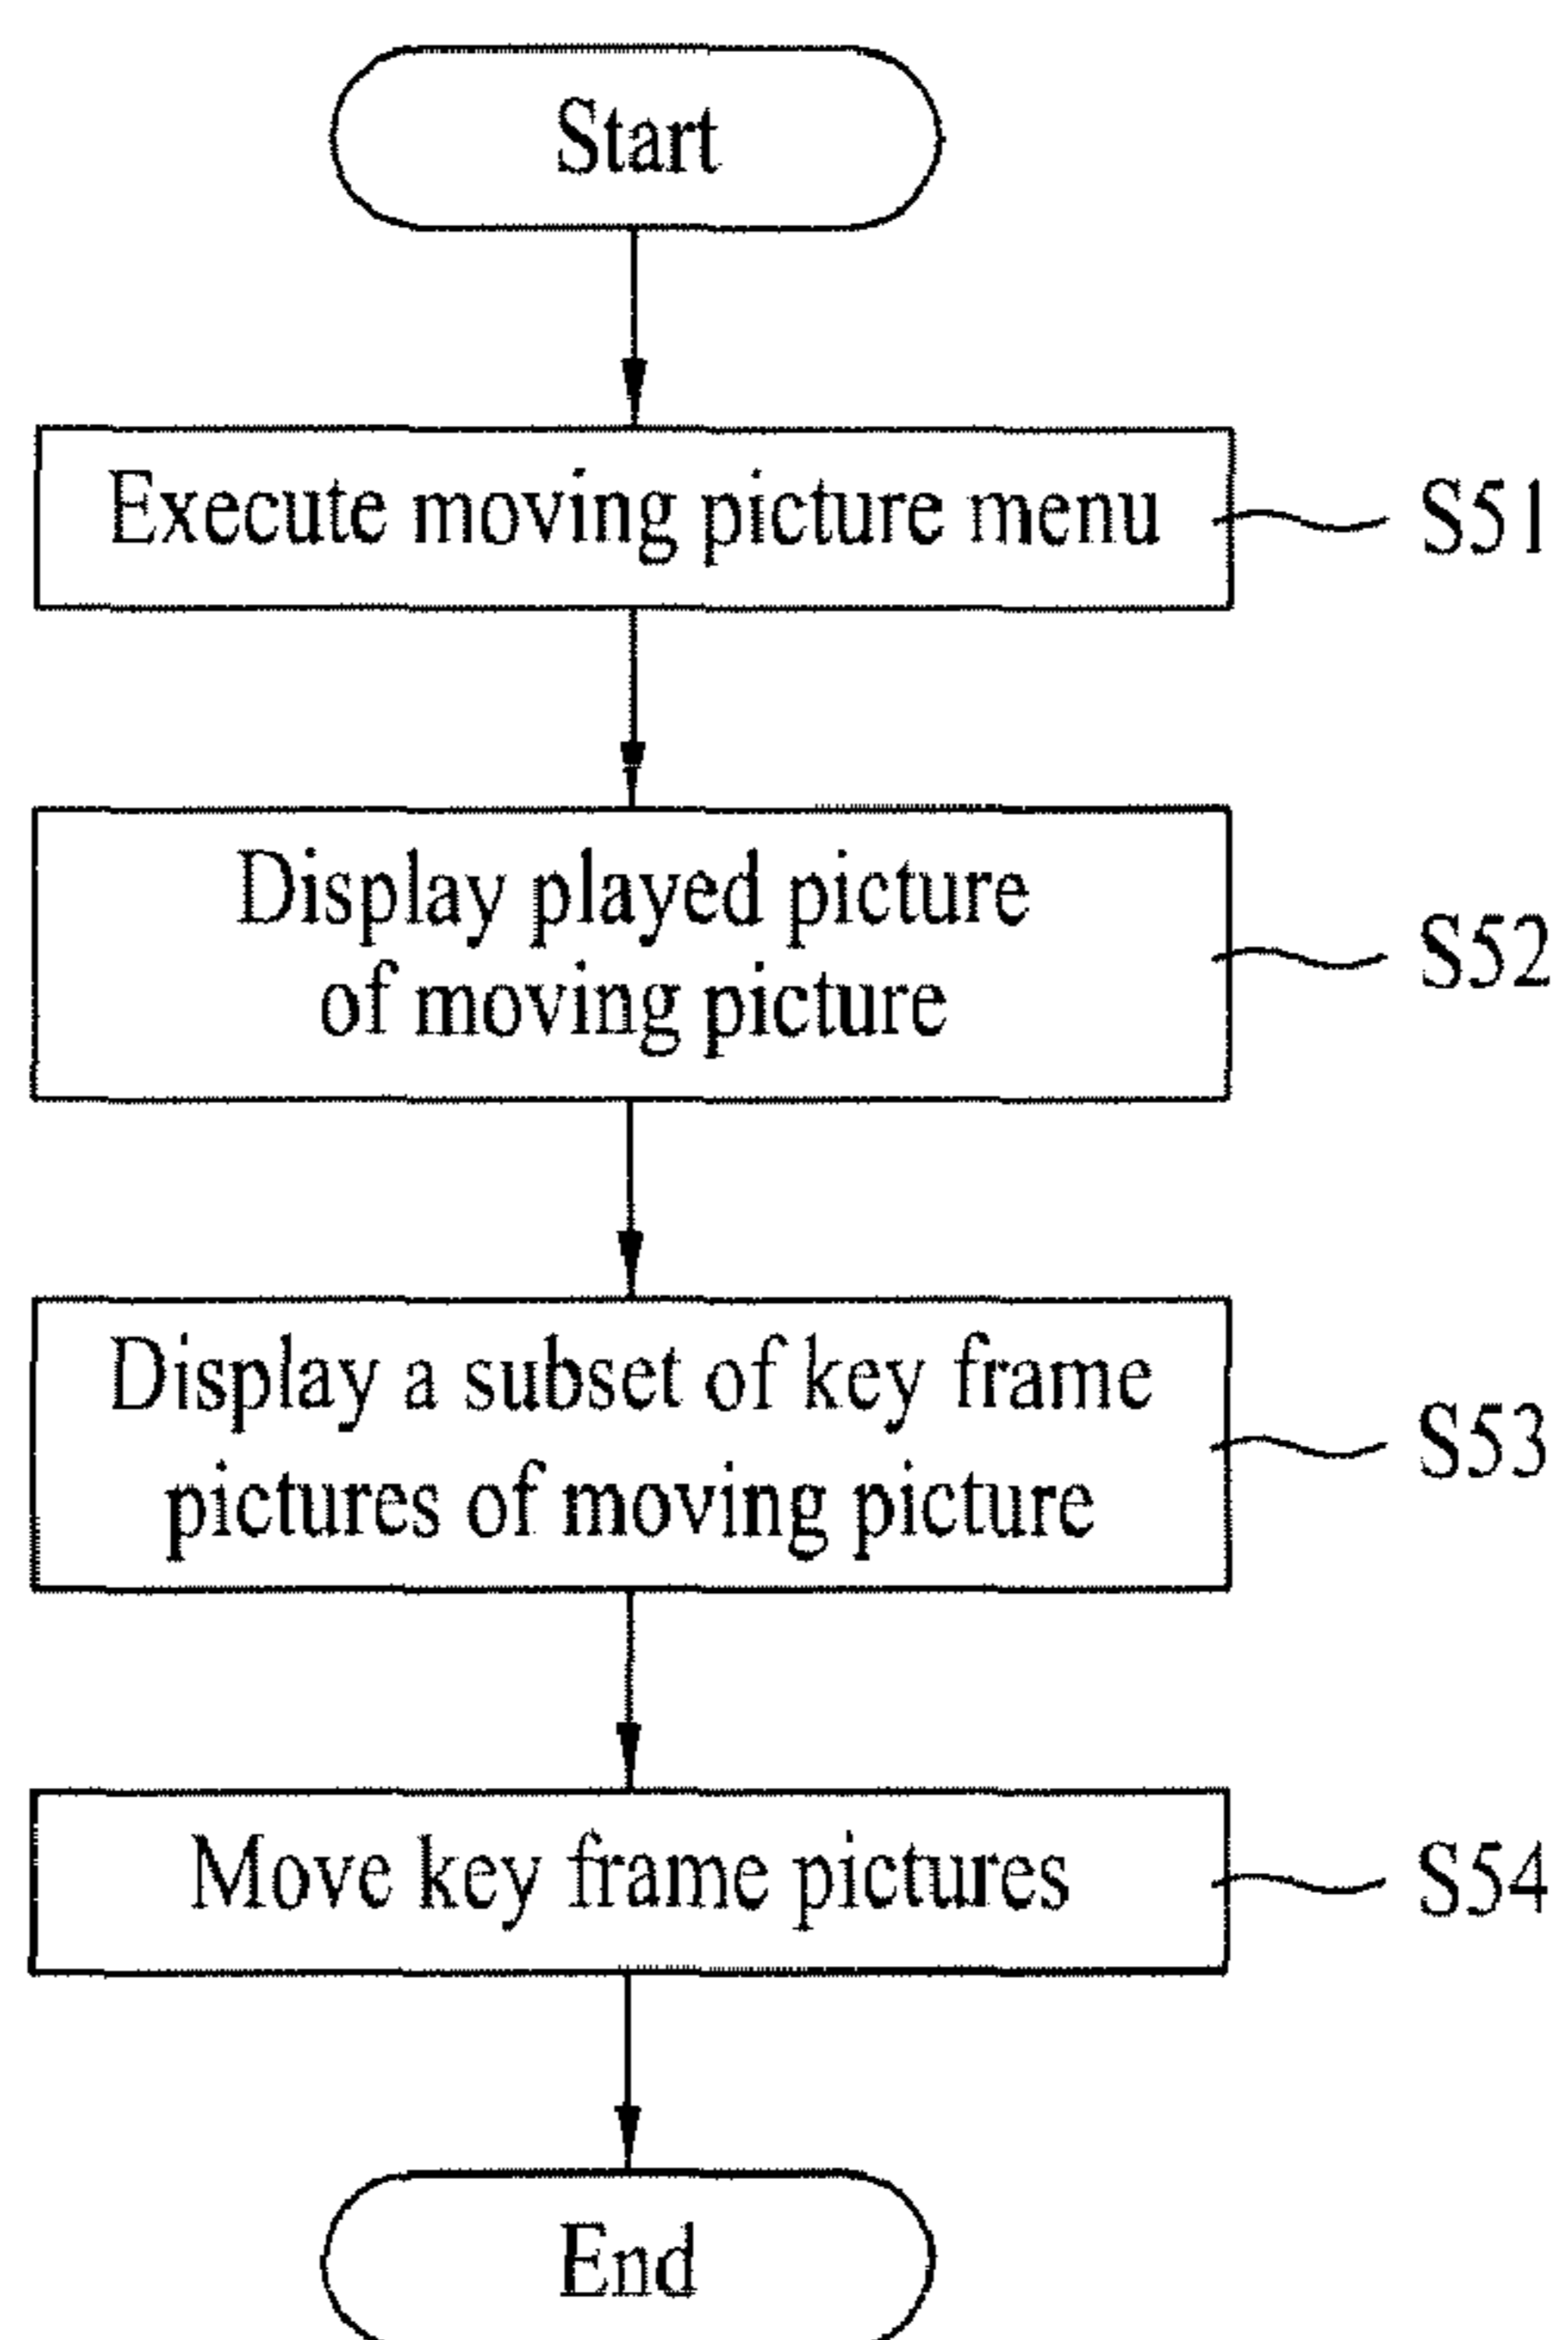 Start
Execute moving picture menu
S51
Display played picture
of moving picture
S52
Display a subset of key frame
pictures of moving picture
S53
Move key frame pictures
S54
End